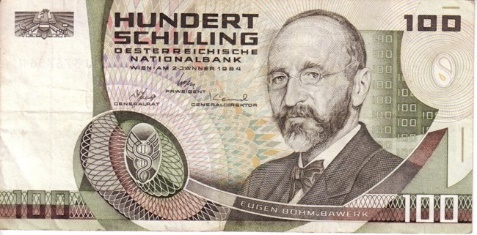 HUNDERT
SCHILLING
100
OESTERREICHISCHE
NATIONALBANK
WIEN AM 2. JÄNNER 1984
PRÄSIDENT
GENERALRAT
GENERALDIREKTOR
EUGEN BÖHM-BAWERK
100
100